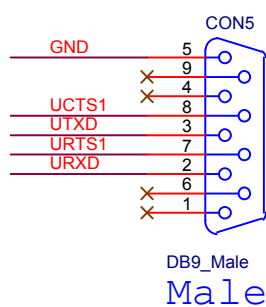 CON5
GND 5
9
4
UCTS1 8
UTXD 3
URTS1 7
URXD 2
6
1
DB9_Male
Male